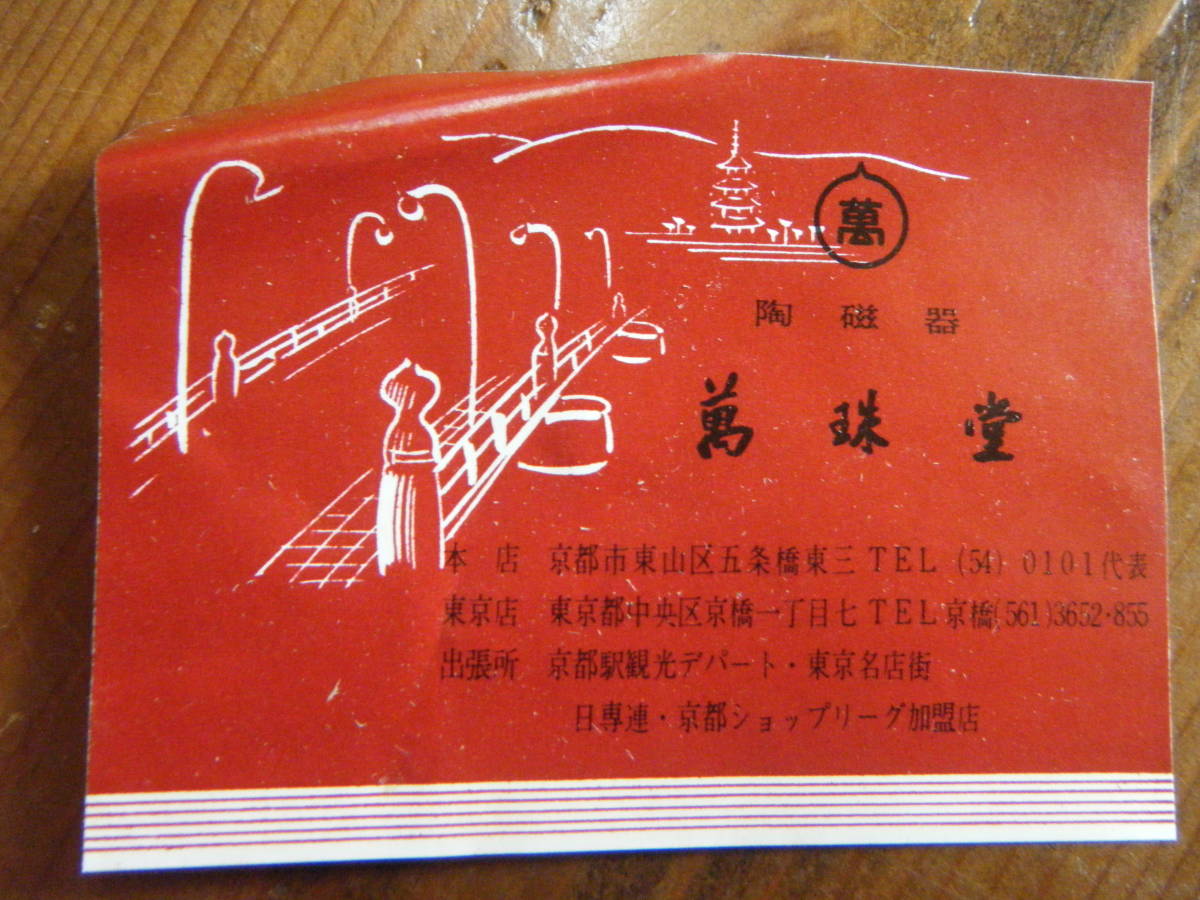 萬
陶磁器
萬珠堂
本店 京都市東山区五条橋東三 TEL (54) 0101代表
東京店 東京都中央区京橋一丁目七 TEL京橋(561)3652・855
出張所 京都駅観光デパート・東京名店街
日専連・京都ショップリーグ加盟店